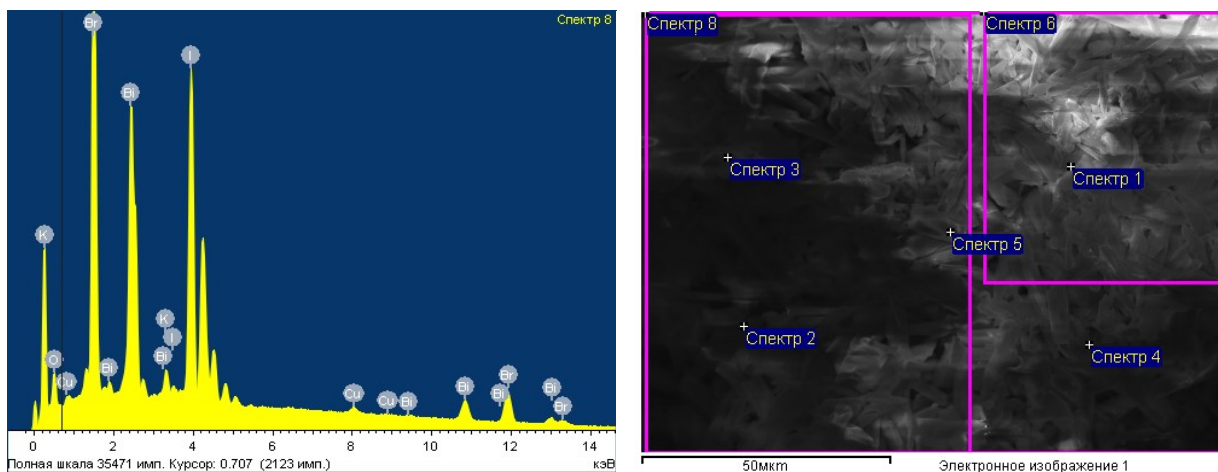 Спектр 8
Br
I
Bi
K
K
I
O
Cu
Bi
Bi
Cu
Cu
Bi
Bi
Bi
Br
Bi
Br
0 2 4 6 8 10 12 14
Полная шкала 35471 имп. Курсор: 0.707 (2123 имп.)
кэВ
Спектр 8
Спектр 6
Спектр 3
Спектр 1
Спектр 5
Спектр 2
Спектр 4
50мкm
Электронное изображение 1